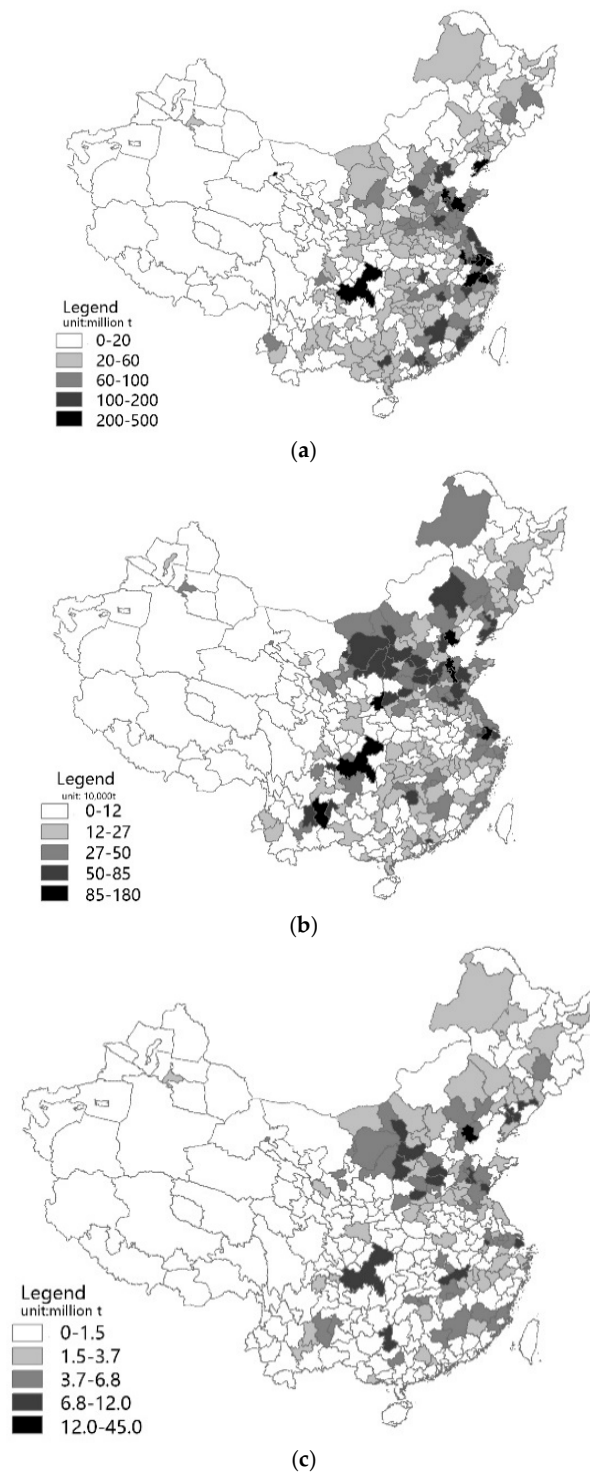 Legend
unit:million t
0-20
20-60
60-100
100-200
200-500
(a)
Legend
unit: 10,000t
0-12
12-27
27-50
50-85
85-180
(b)
Legend
unit:million t
0-1.5
1.5-3.7
3.7-6.8
6.8-12.0
12.0-45.0
(c)